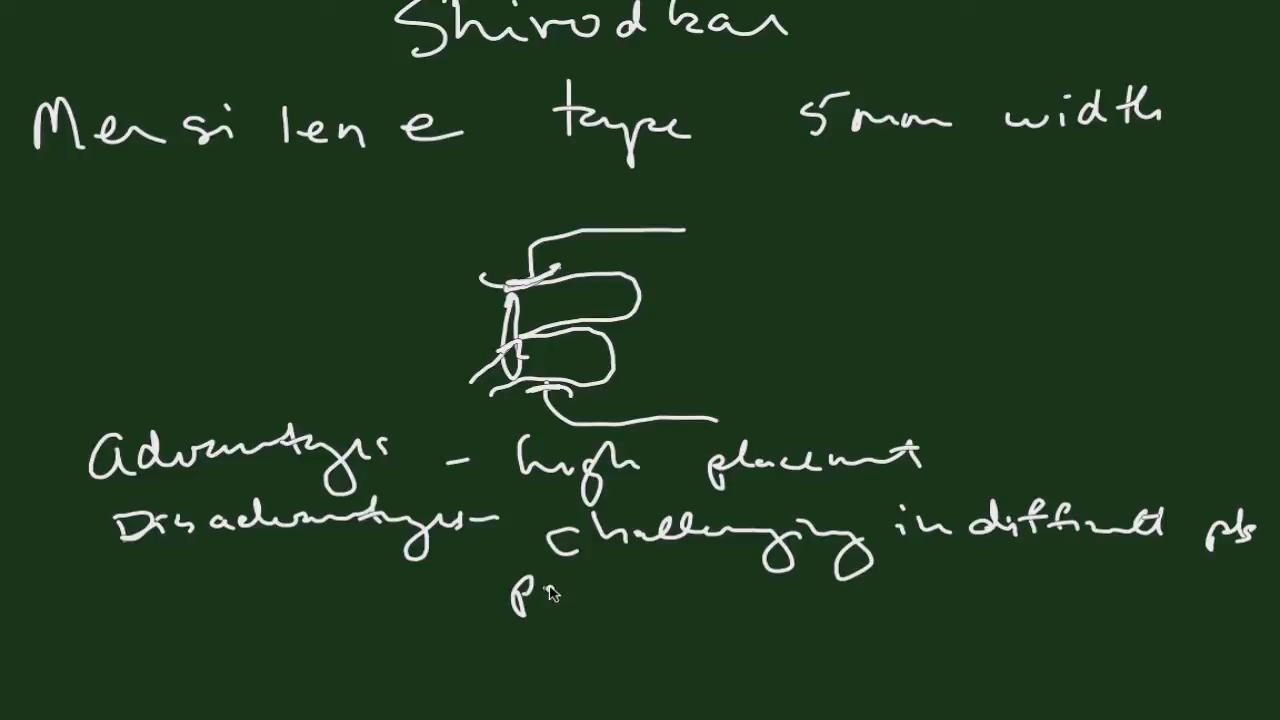 Shirodkar
Mersilene tape 5mm width
Advantages - high placement
Disadvantages - challenging in difficult pts
P